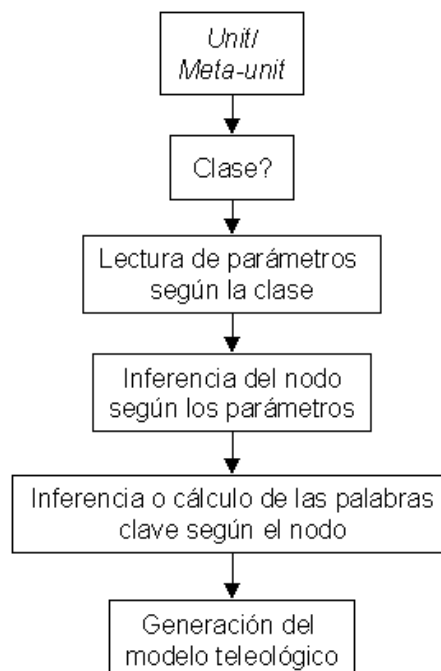 Unit/
Meta-unit
Clase?
Lectura de parámetros
según la clase
Inferencia del nodo
según los parámetros
Inferencia o cálculo de las palabras
clave según el nodo
Generación del
modelo teleológico